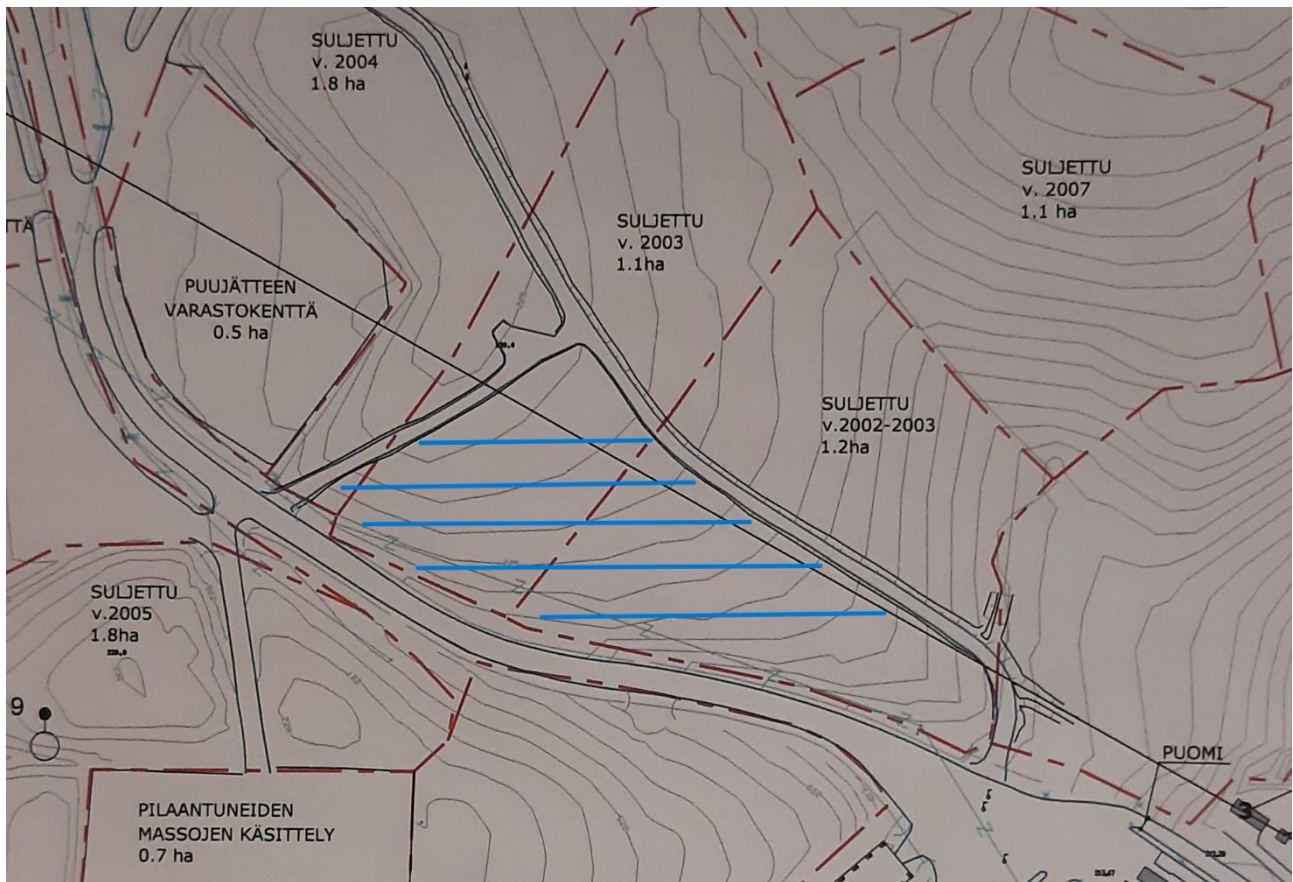 SULJETTU
v. 2004
1.8 ha
SULJETTU
v. 2007
1.1 ha
SULJETTU
v. 2003
1.1ha
TTÄ
PUUJÄTTEEN
VARASTOKENTTÄ
0.5 ha
SULJETTU
v.2002-2003
1.2ha
SULJETTU
v.2005
1.8ha
9
PUOMI
PILAANTUNEIDEN
MASSOJEN KÄSITTELY
0.7 ha